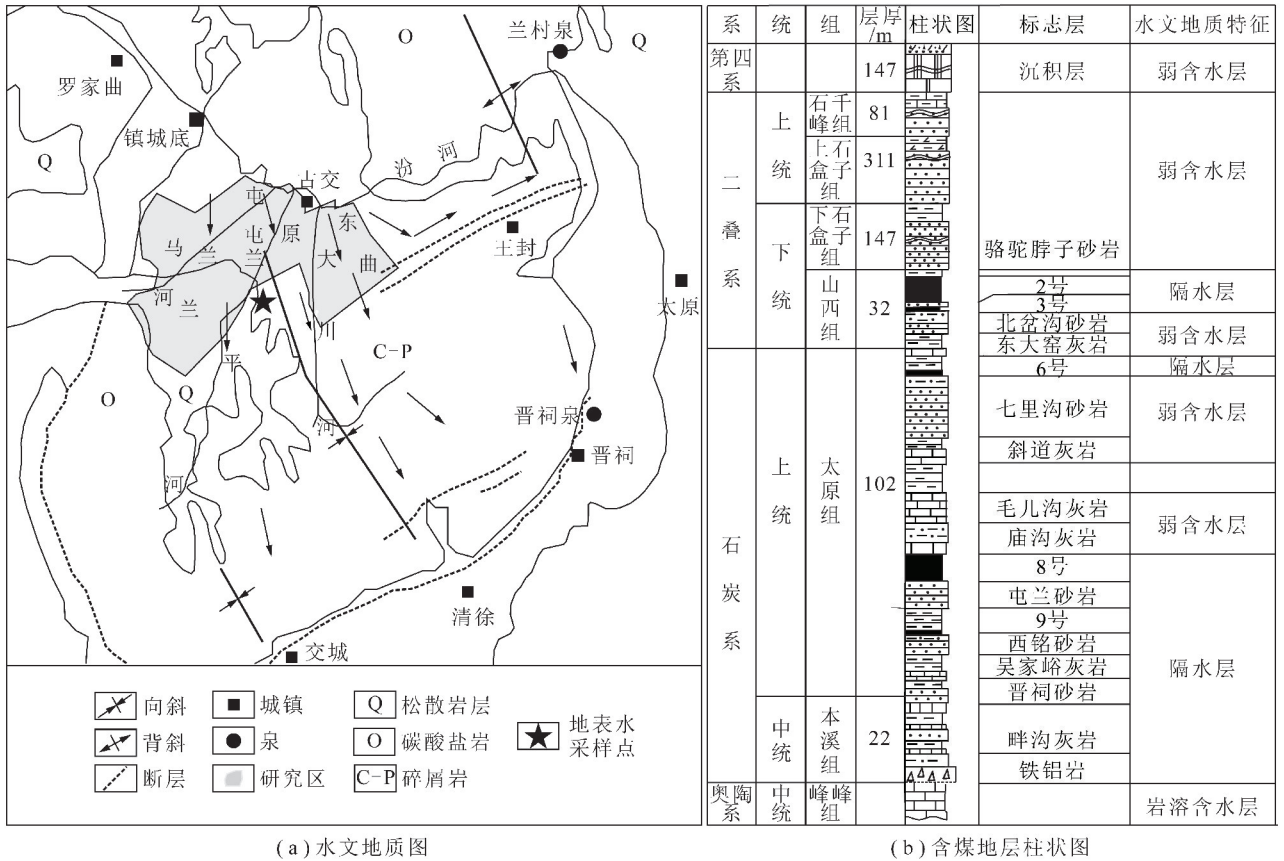 兰村泉
O
Q
罗家曲
镇城底
Q
汾河
古交
屯
马兰
屯兰
原
东
大
曲
王封
太原
河
兰
川
平
C-P
O
Q
晋祠泉
晋祠
河
河
清徐
交城
向斜
城镇
Q 松散岩层
地表水
采样点
背斜
泉
O 碳酸盐岩
断层
研究区
C-P 碎屑岩
(a)水文地质图
系 统 组 层厚/m 柱状图 标志层 水文地质特征
第四系 147 沉积层 弱含水层
二叠系 上统 石千峰组 81 弱含水层
上石盒子组 311
下统 下石盒子组 147 骆驼脖子砂岩
山西组 32 2号 隔水层
3号
北岔沟砂岩 弱含水层
石炭系 上统 太原组 102 东大窑灰岩
6号 隔水层
七里沟砂岩 弱含水层
斜道灰岩
毛儿沟灰岩 弱含水层
庙沟灰岩
8号 隔水层
屯兰砂岩
9号
西铭砂岩
吴家峪灰岩
晋祠砂岩
中统 本溪组 22 畔沟灰岩
铁铝岩
奥陶系 中统 峰峰组 岩溶含水层
(b)含煤地层柱状图